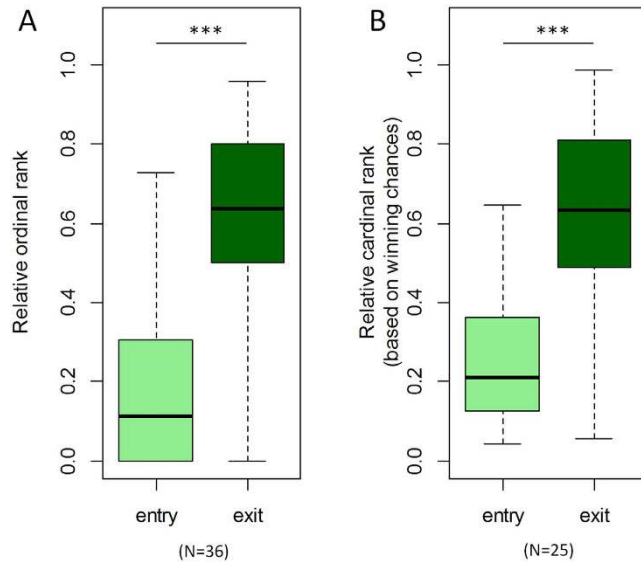 A
***
Relative ordinal rank
1.0
0.8
0.6
0.4
0.2
0.0
entry
exit
(N=36)
B
***
Relative cardinal rank
(based on winning chances)
1.0
0.8
0.6
0.4
0.2
0.0
entry
exit
(N=25)